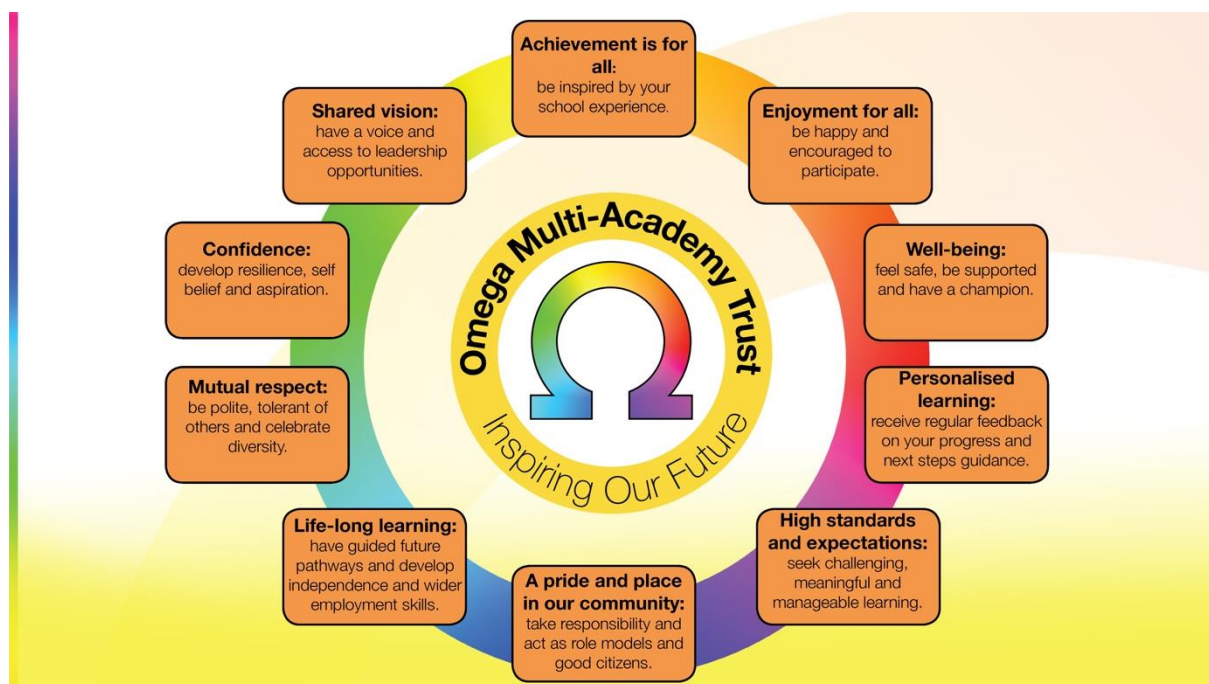 Achievement is for
all:
be inspired by your
school experience.
Enjoyment for all:
be happy and
encouraged to
participate.
Well-being:
feel safe, be supported
and have a champion.
Personalised
learning:
receive regular feedback
on your progress and
next steps guidance.
High standards
and expectations:
seek challenging,
meaningful and
manageable learning.
A pride and place
in our community:
take responsibility and
act as role models and
good citizens.
Life-long learning:
have guided future
pathways and develop
independence and wider
employment skills.
Mutual respect:
be polite, tolerant of
others and celebrate
diversity.
Confidence:
develop resilience, self
belief and aspiration.
Shared vision:
have a voice and
access to leadership
opportunities.
Omega Multi-Academy Trust
Ω
Inspiring Our Future